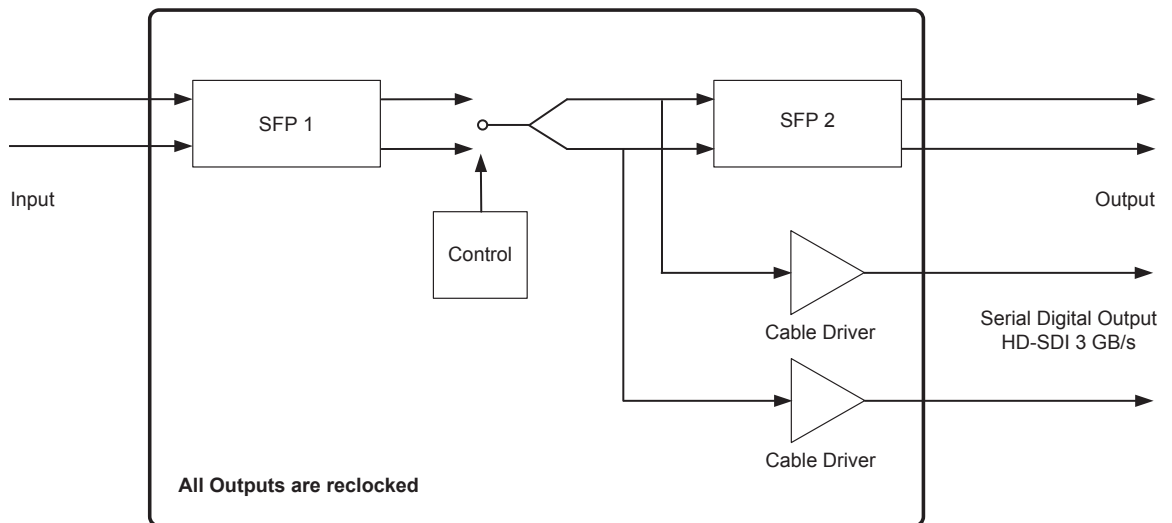 SFP 1
SFP 2
Input
Output
Control
Cable Driver
Serial Digital Output
HD-SDI 3 GB/s
Cable Driver
All Outputs are reclocked